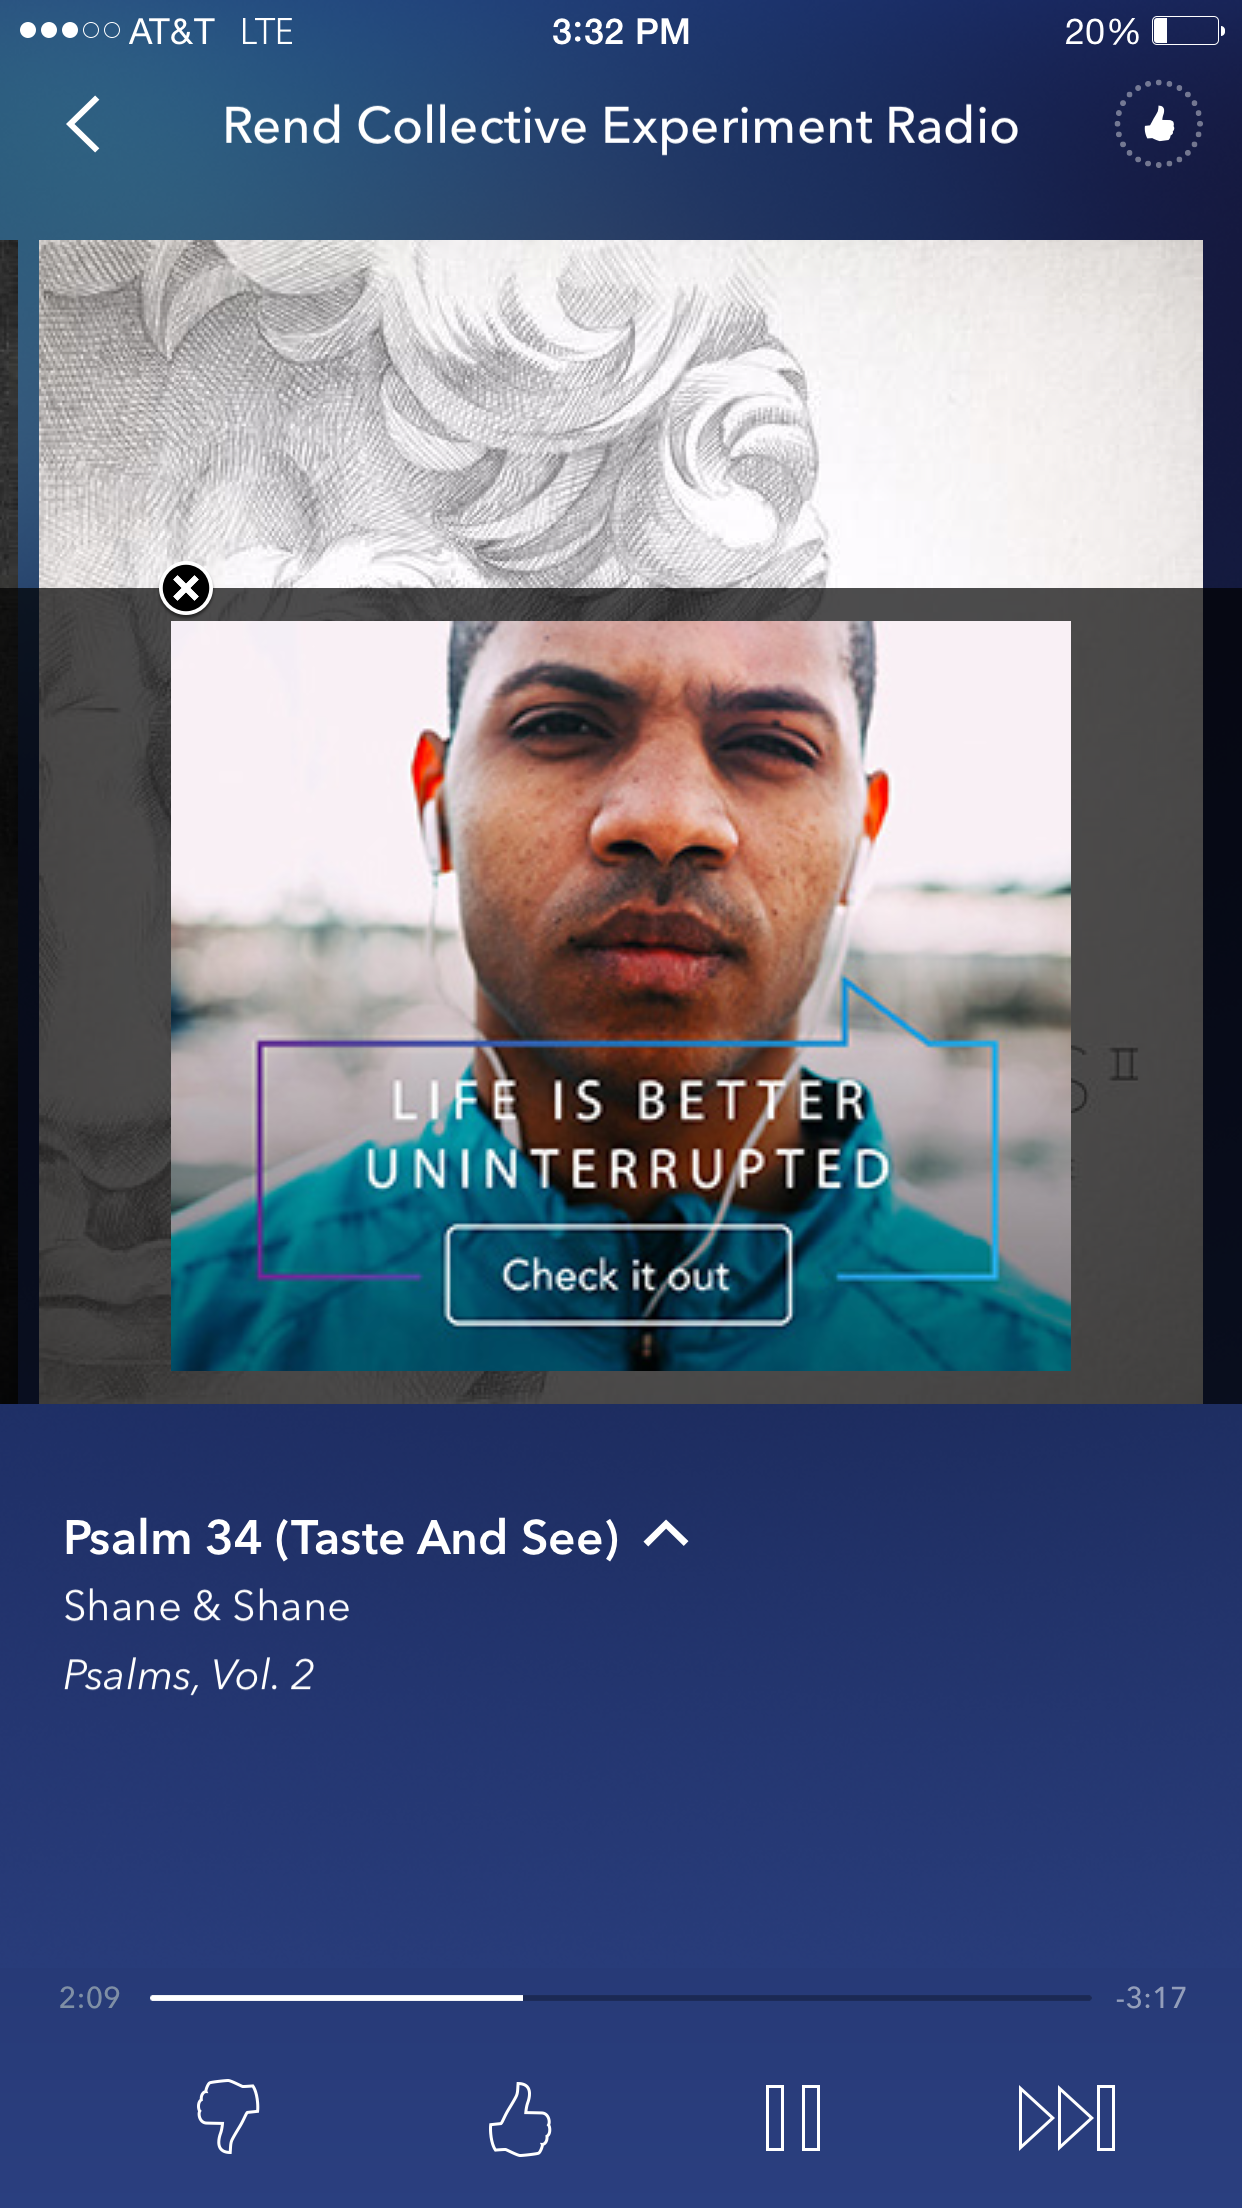 AT&T LTE 3:32 PM 20%
Rend Collective Experiment Radio
LIFE IS BETTER
UNINTERRUPTED
Check it out
Psalm 34 (Taste And See)
Shane & Shane
Psalms, Vol. 2
2:09 -3:17